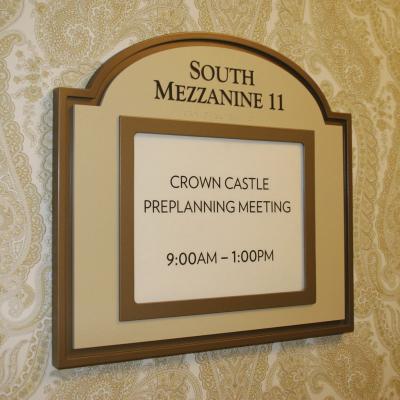 SOUTH
MEZZANINE 11
CROWN CASTLE
PREPLANNING MEETING
9:00AM – 1:00PM